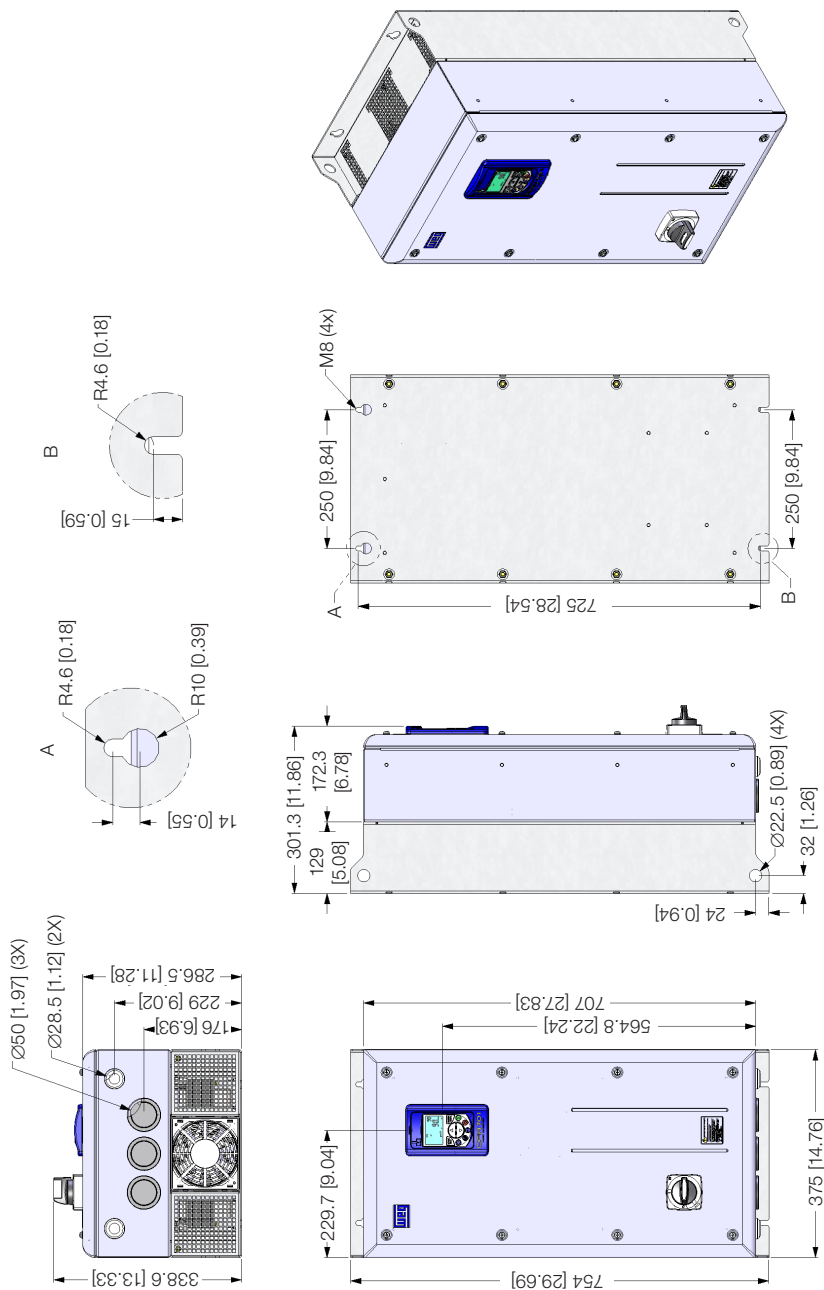 M8 (4x)
R4.6 [0.18]
B
15 [0.59]
250 [9.84]
A
725 [28.54]
250 [9.84]
B
R4.6 [0.18]
A
R10 [0.39]
14 [0.55]
301.3 [11.86]
172.3
[6.78]
129
[5.08]
Ø22.5 [0.89] (4X)
32 [1.26]
24 [0.94]
Ø50 [1.97] (3X)
Ø28.5 [1.12] (2X)
286.5 [11.28]
229 [9.02]
176 [6.93]
338.6 [13.33]
707 [27.83]
564.8 [22.24]
229.7 [9.04]
754 [29.69]
375 [14.76]
WEG
WEG